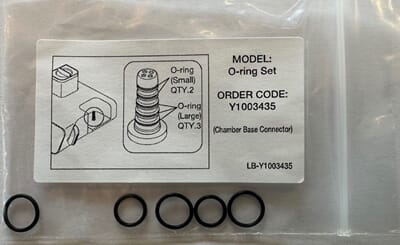 MODEL:
O-ring Set
ORDER CODE:
Y1003435
(Chamber Base Connector)
LB-Y1003435
O-ring
(Small)
QTY.2
O-ring
(Large)
QTY.3